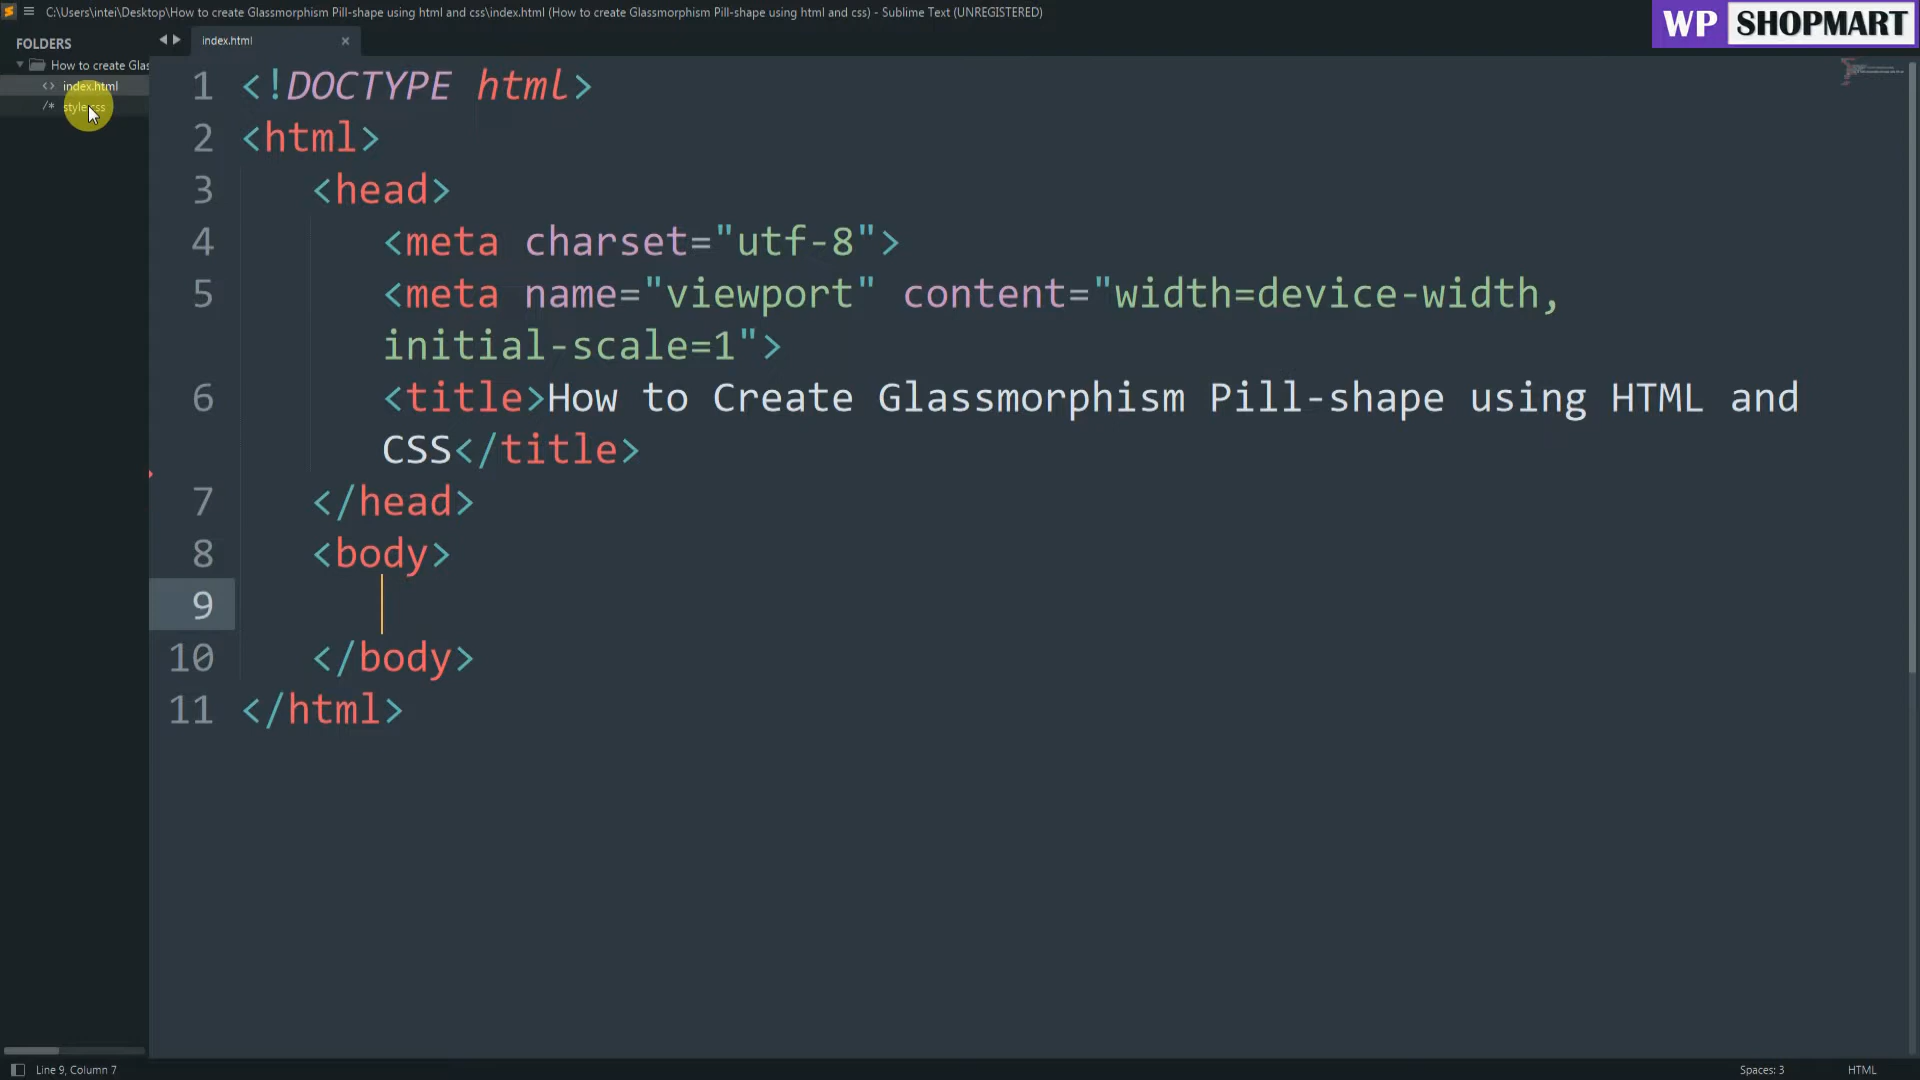 C:\Users\intei\Desktop\How to create Glassmorphism Pill-shape using html and css\index.html (How to create Glassmorphism Pill-shape using html and css) - Sublime Text (UNREGISTERED)
WP SHOPMART
FOLDERS
How to create Glas
<> index.html
/* style.css
index.html
1 <!DOCTYPE html>
2 <html>
3 <head>
4 <meta charset="utf-8">
5 <meta name="viewport" content="width=device-width,
initial-scale=1">
6 <title>How to Create Glassmorphism Pill-shape using HTML and
CSS</title>
7 </head>
8 <body>
9
10 </body>
11 </html>
Line 9, Column 7
Spaces: 3
HTML